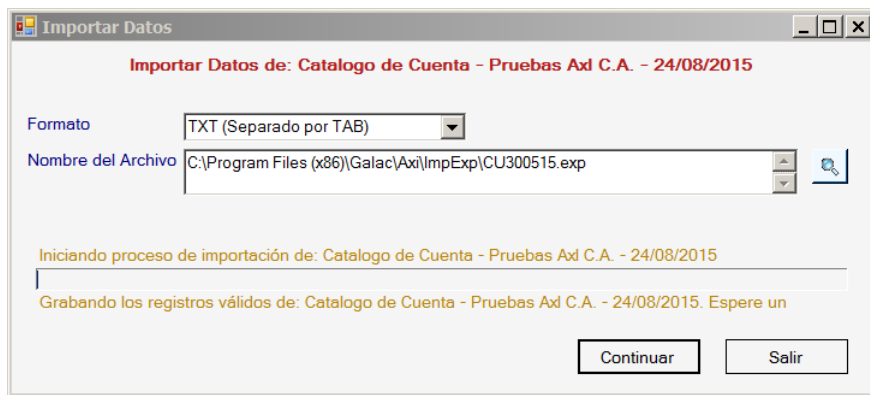 Importar Datos
Importar Datos de: Catalogo de Cuenta - Pruebas Axl C.A. - 24/08/2015
Formato
TXT (Separado por TAB)
Nombre del Archivo
C:\Program Files (x86)\Galac\Axi\ImpExp\CU300515.exp
Iniciando proceso de importación de: Catalogo de Cuenta - Pruebas Axl C.A. - 24/08/2015
Grabando los registros válidos de: Catalogo de Cuenta - Pruebas Axl C.A. - 24/08/2015. Espere un
Continuar
Salir